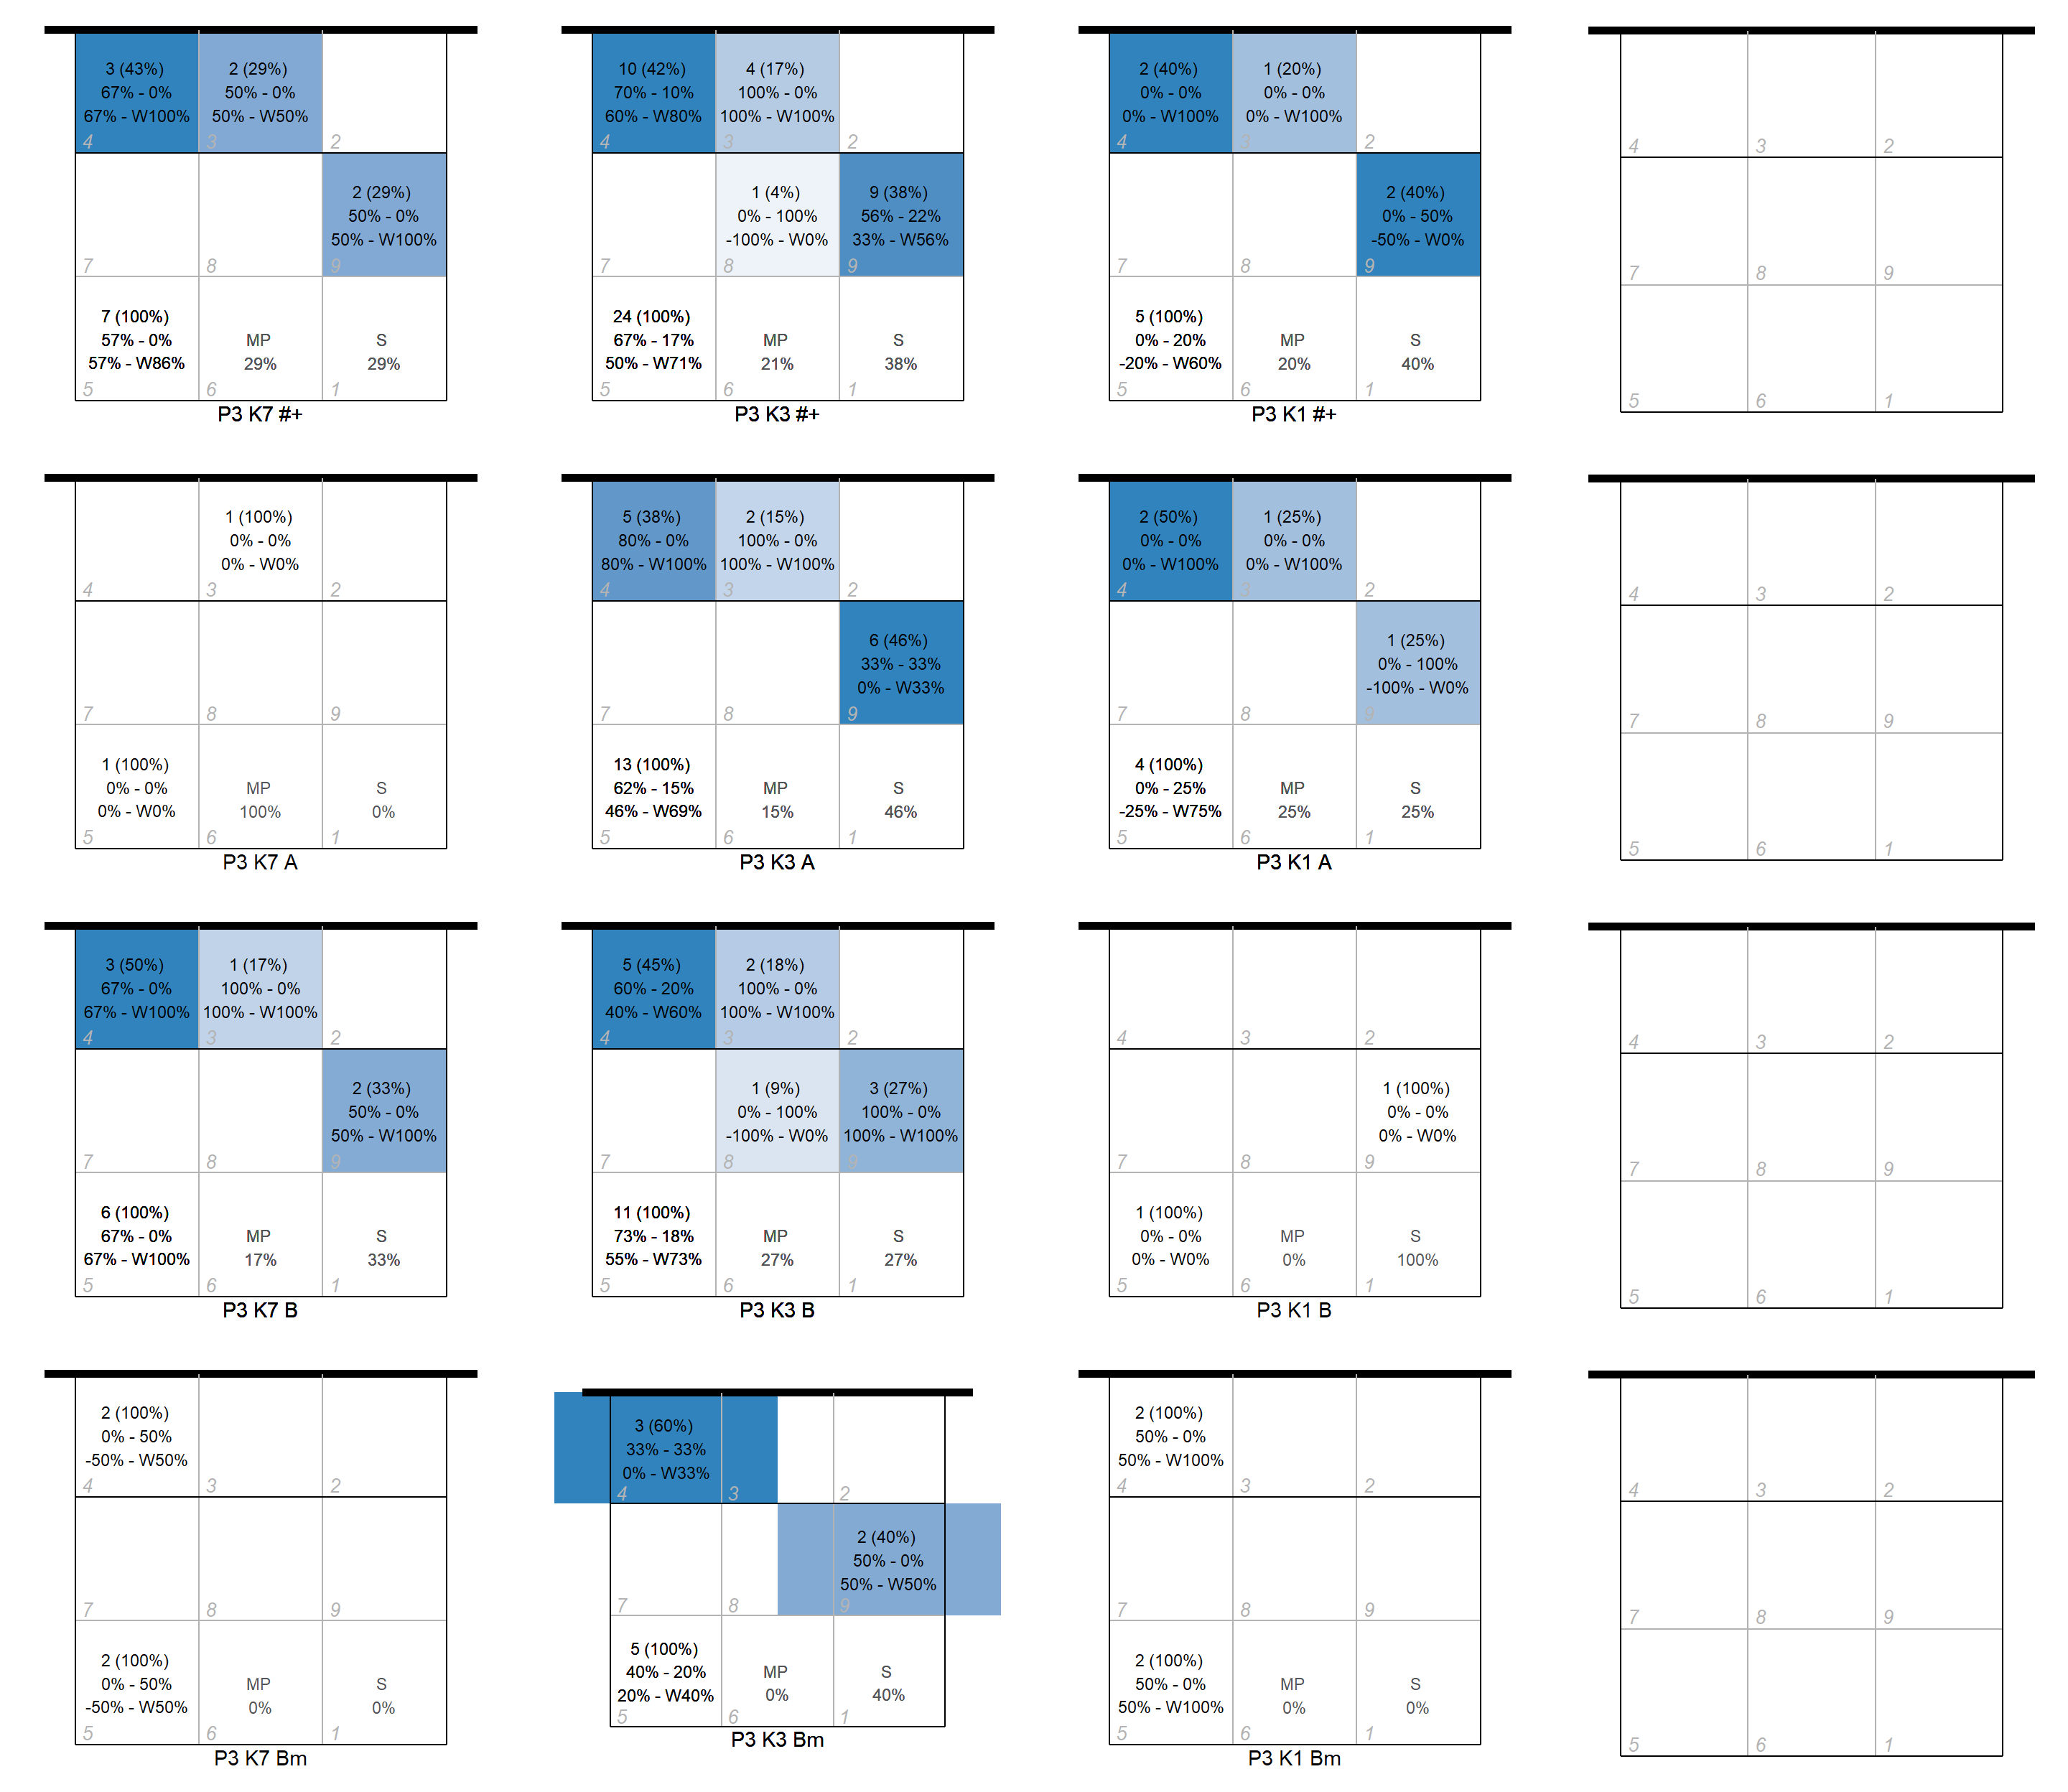 3 (43%)
67% - 0%
67% - W100%
4
2 (29%)
50% - 0%
50% - W50%
3
2
7
8
2 (29%)
50% - 0%
50% - W100%
9
7 (100%)
57% - 0%
57% - W86%
5
MP
29%
6
S
29%
1
P3 K7 #+
10 (42%)
70% - 10%
60% - W80%
4
4 (17%)
100% - 0%
100% - W100%
3
2
7
1 (4%)
0% - 100%
-100% - W0%
8
9 (38%)
56% - 22%
33% - W56%
9
24 (100%)
67% - 17%
50% - W71%
5
MP
21%
6
S
38%
1
P3 K3 #+
2 (40%)
0% - 0%
0% - W100%
4
1 (20%)
0% - 0%
0% - W100%
3
2
7
8
2 (40%)
0% - 50%
-50% - W0%
9
5 (100%)
0% - 20%
-20% - W60%
5
MP
20%
6
S
40%
1
P3 K1 #+
4
3
2
7
8
9
5
6
1
4
1 (100%)
0% - 0%
0% - W0%
3
2
7
8
9
1 (100%)
0% - 0%
0% - W0%
5
MP
100%
6
S
0%
1
P3 K7 A
5 (38%)
80% - 0%
80% - W100%
4
2 (15%)
100% - 0%
100% - W100%
3
2
7
8
6 (46%)
33% - 33%
0% - W33%
9
13 (100%)
62% - 15%
46% - W69%
5
MP
15%
6
S
46%
1
P3 K3 A
2 (50%)
0% - 0%
0% - W100%
4
1 (25%)
0% - 0%
0% - W100%
3
2
7
8
1 (25%)
0% - 100%
-100% - W0%
9
4 (100%)
0% - 25%
-25% - W75%
5
MP
25%
6
S
25%
1
P3 K1 A
4
3
2
7
8
9
5
6
1
3 (50%)
67% - 0%
67% - W100%
4
1 (17%)
100% - 0%
100% - W100%
3
2
7
8
2 (33%)
50% - 0%
50% - W100%
9
6 (100%)
67% - 0%
67% - W100%
5
MP
17%
6
S
33%
1
P3 K7 B
5 (45%)
60% - 20%
40% - W60%
4
2 (18%)
100% - 0%
100% - W100%
3
2
7
1 (9%)
0% - 100%
-100% - W0%
8
3 (27%)
100% - 0%
100% - W100%
9
11 (100%)
73% - 18%
55% - W73%
5
MP
27%
6
S
27%
1
P3 K3 B
4
3
2
7
8
1 (100%)
0% - 0%
0% - W0%
9
1 (100%)
0% - 0%
0% - W0%
5
MP
0%
6
S
100%
1
P3 K1 B
4
3
2
7
8
9
5
6
1
2 (100%)
0% - 50%
-50% - W50%
4
3
2
7
8
9
2 (100%)
0% - 50%
-50% - W50%
5
MP
0%
6
S
0%
1
P3 K7 Bm
3 (60%)
33% - 33%
0% - W33%
4
3
2
7
8
2 (40%)
50% - 0%
50% - W50%
9
5 (100%)
40% - 20%
20% - W40%
5
MP
0%
6
S
40%
1
P3 K3 Bm
2 (100%)
50% - 0%
50% - W100%
4
3
2
7
8
9
2 (100%)
50% - 0%
50% - W100%
5
MP
0%
6
S
0%
1
P3 K1 Bm
4
3
2
7
8
9
5
6
1